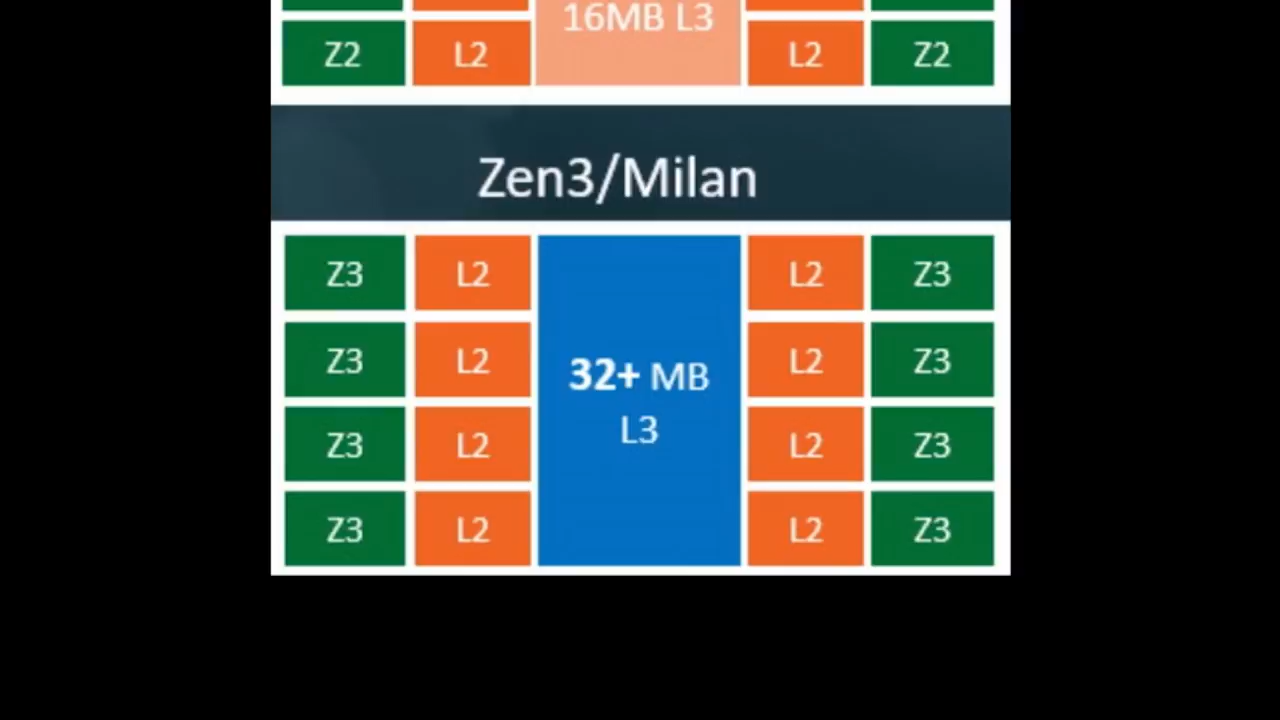 16MB L3
Z2 L2 L2 Z2
Zen3/Milan
Z3 L2 L2 Z3
Z3 L2 L2 Z3
32+ MB
L3
Z3 L2 L2 Z3
Z3 L2 L2 Z3